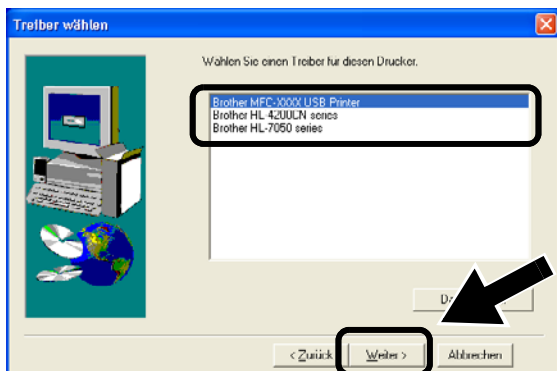 Treiber wählen
Wählen Sie einen Treiber für diesen Drucker.
Brother MFC-XXXX USB Printer
Brother HL-4200CN series
Brother HL-7050 series
< Zurück
Weiter >
Abbrechen